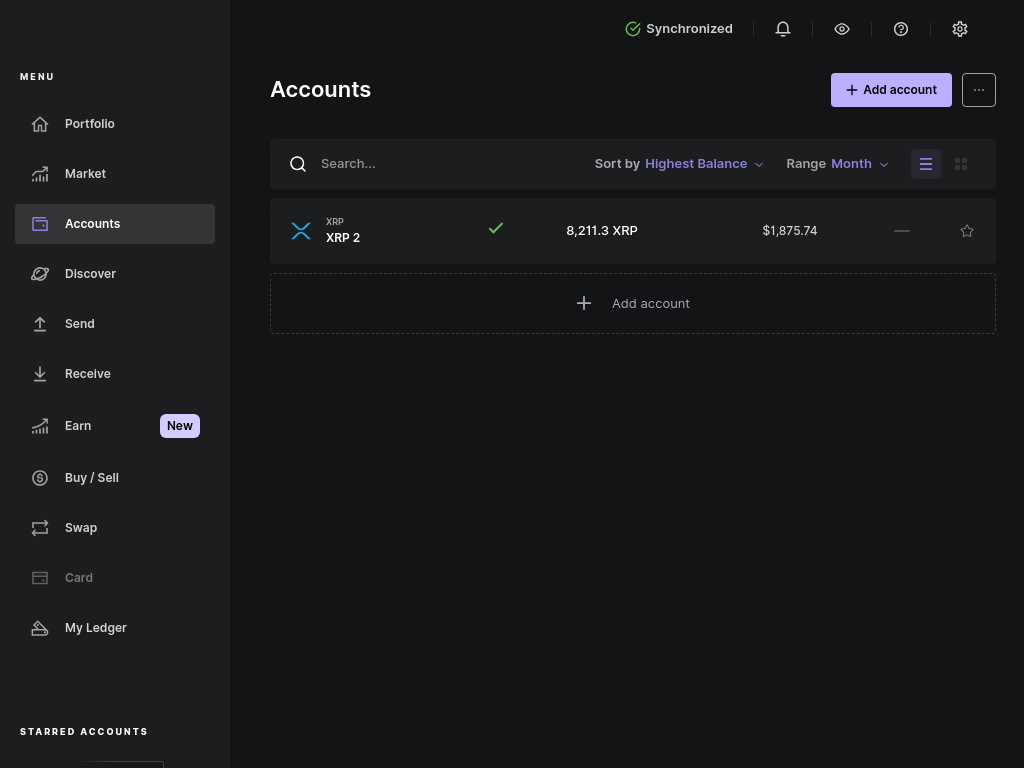 Synchronized
MENU
Portfolio
Market
Accounts
Discover
Send
Receive
Earn
New
Buy / Sell
Swap
Card
My Ledger
STARRED ACCOUNTS
Accounts
Add account
Search...
Sort by Highest Balance
Range Month
XRP
XRP 2
8,211.3 XRP
$1,875.74
—
Add account